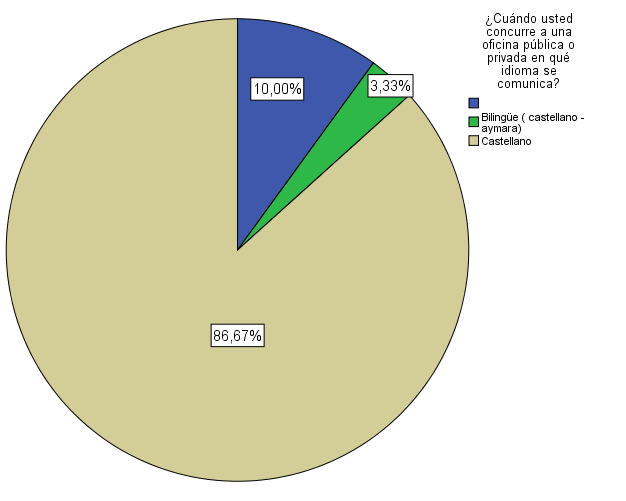 ¿Cuándo usted
concurre a una
oficina pública o
privada en qué
idioma se
comunica?
10,00%
3,33%
Bilingüe ( castellano -
aymara)
Castellano
86,67%